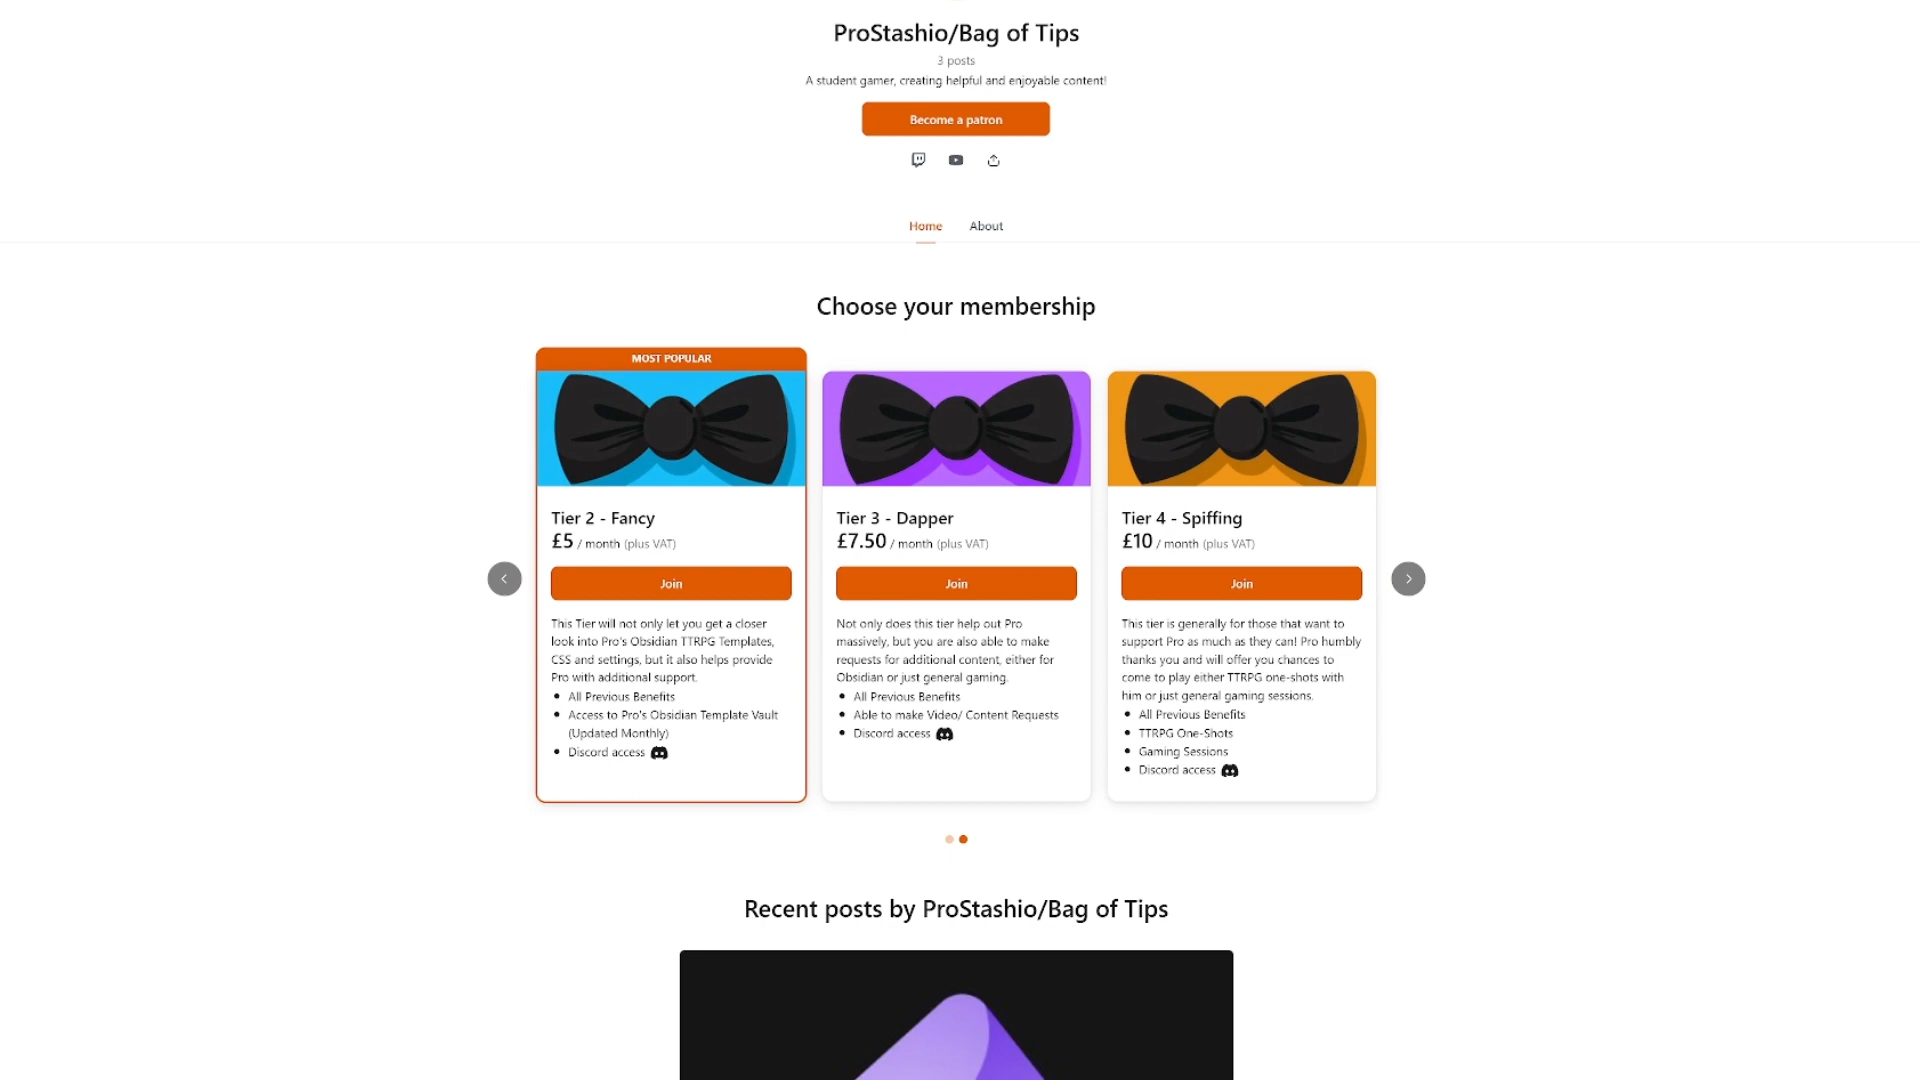 ProStashio/Bag of Tips
3 posts
A student gamer, creating helpful and enjoyable content!
Become a patron
Home
About
Choose your membership
MOST POPULAR
Tier 2 - Fancy
£5 / month (plus VAT)
Join
This Tier will not only let you get a closer
look into Pro's Obsidian TTRPG Templates,
CSS and settings, but it also helps provide
Pro with additional support.
All Previous Benefits
Access to Pro's Obsidian Template Vault
(Updated Monthly)
Discord access
Tier 3 - Dapper
£7.50 / month (plus VAT)
Join
Not only does this tier help out Pro
massively, but you are also able to make
requests for additional content, either for
Obsidian or just general gaming.
All Previous Benefits
Able to make Video/ Content Requests
Discord access
Tier 4 - Spiffing
£10 / month (plus VAT)
Join
This tier is generally for those that want to
support Pro as much as they can! Pro humbly
thanks you and will offer you chances to
come to play either TTRPG one-shots with
him or just general gaming sessions.
All Previous Benefits
TTRPG One-Shots
Gaming Sessions
Discord access
Recent posts by ProStashio/Bag of Tips